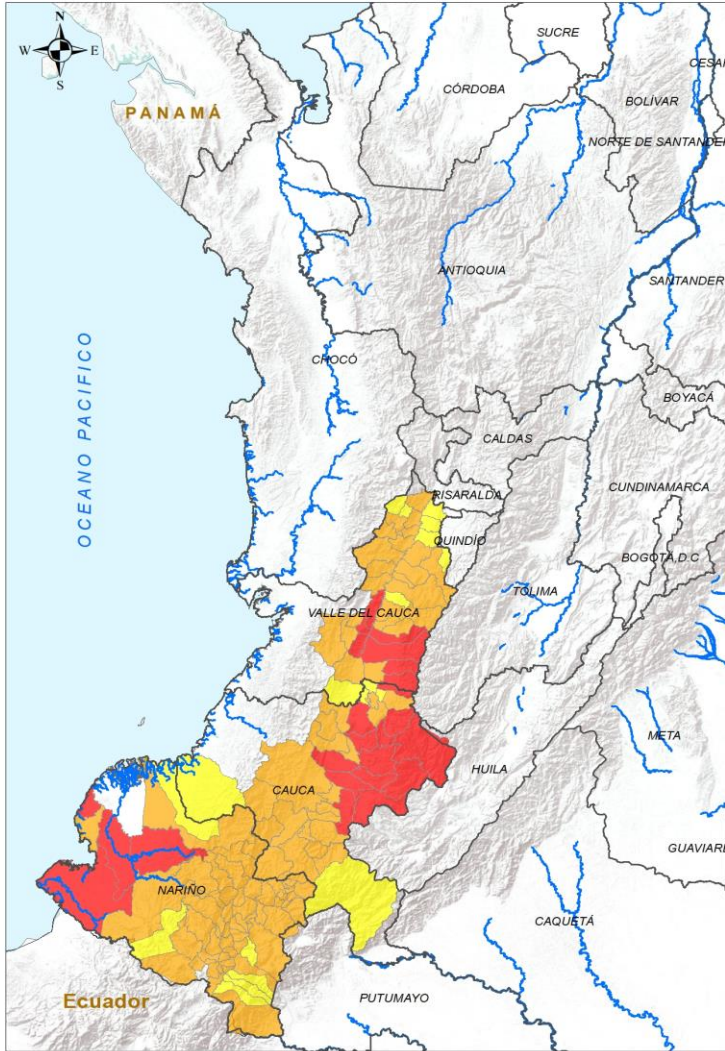 N
W E
S
SUCRE
CESAR
CÓRDOBA
BOLÍVAR
PANAMÁ
NORTE DE SANTANDER
ANTIOQUIA
SANTANDER
OCEANO PACIFICO
CHOCÓ
BOYACÁ
CALDAS
CUNDINAMARCA
RISARALDA
QUINDÍO
BOGOTÁ, D.C
TOLIMA
VALLE DEL CAUCA
META
HUILA
CAUCA
GUAVIARE
NARIÑO
CAQUETÁ
Ecuador
PUTUMAYO